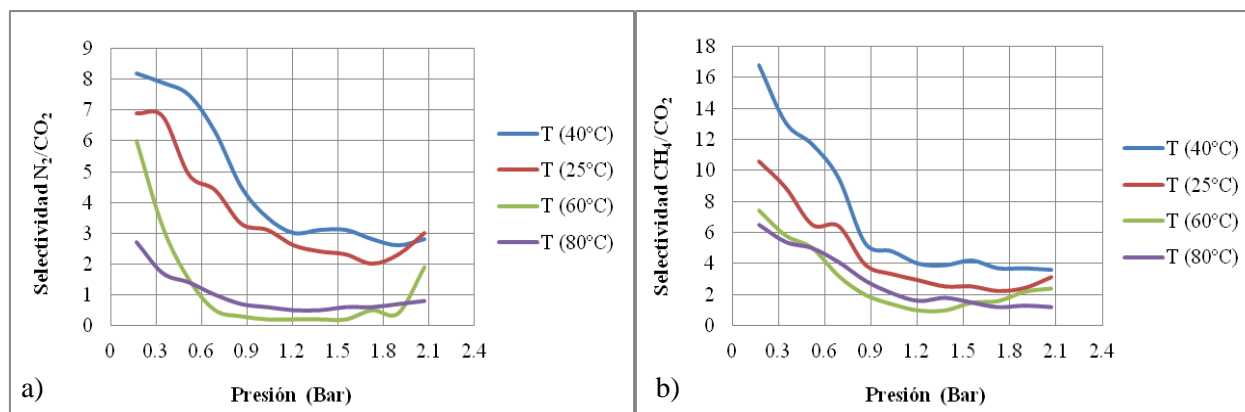 9
8
7
6
5
4
3
2
1
0
Selectividad N2/CO2
0 0.3 0.6 0.9 1.2 1.5 1.8 2.1 2.4
Presión (Bar)
T (40°C)
T (25°C)
T (60°C)
T (80°C)
a)
18
16
14
12
10
8
6
4
2
0
Selectividad CH4/CO2
0 0.3 0.6 0.9 1.2 1.5 1.8 2.1 2.4
Presión (Bar)
T (40°C)
T (25°C)
T (60°C)
T (80°C)
b)